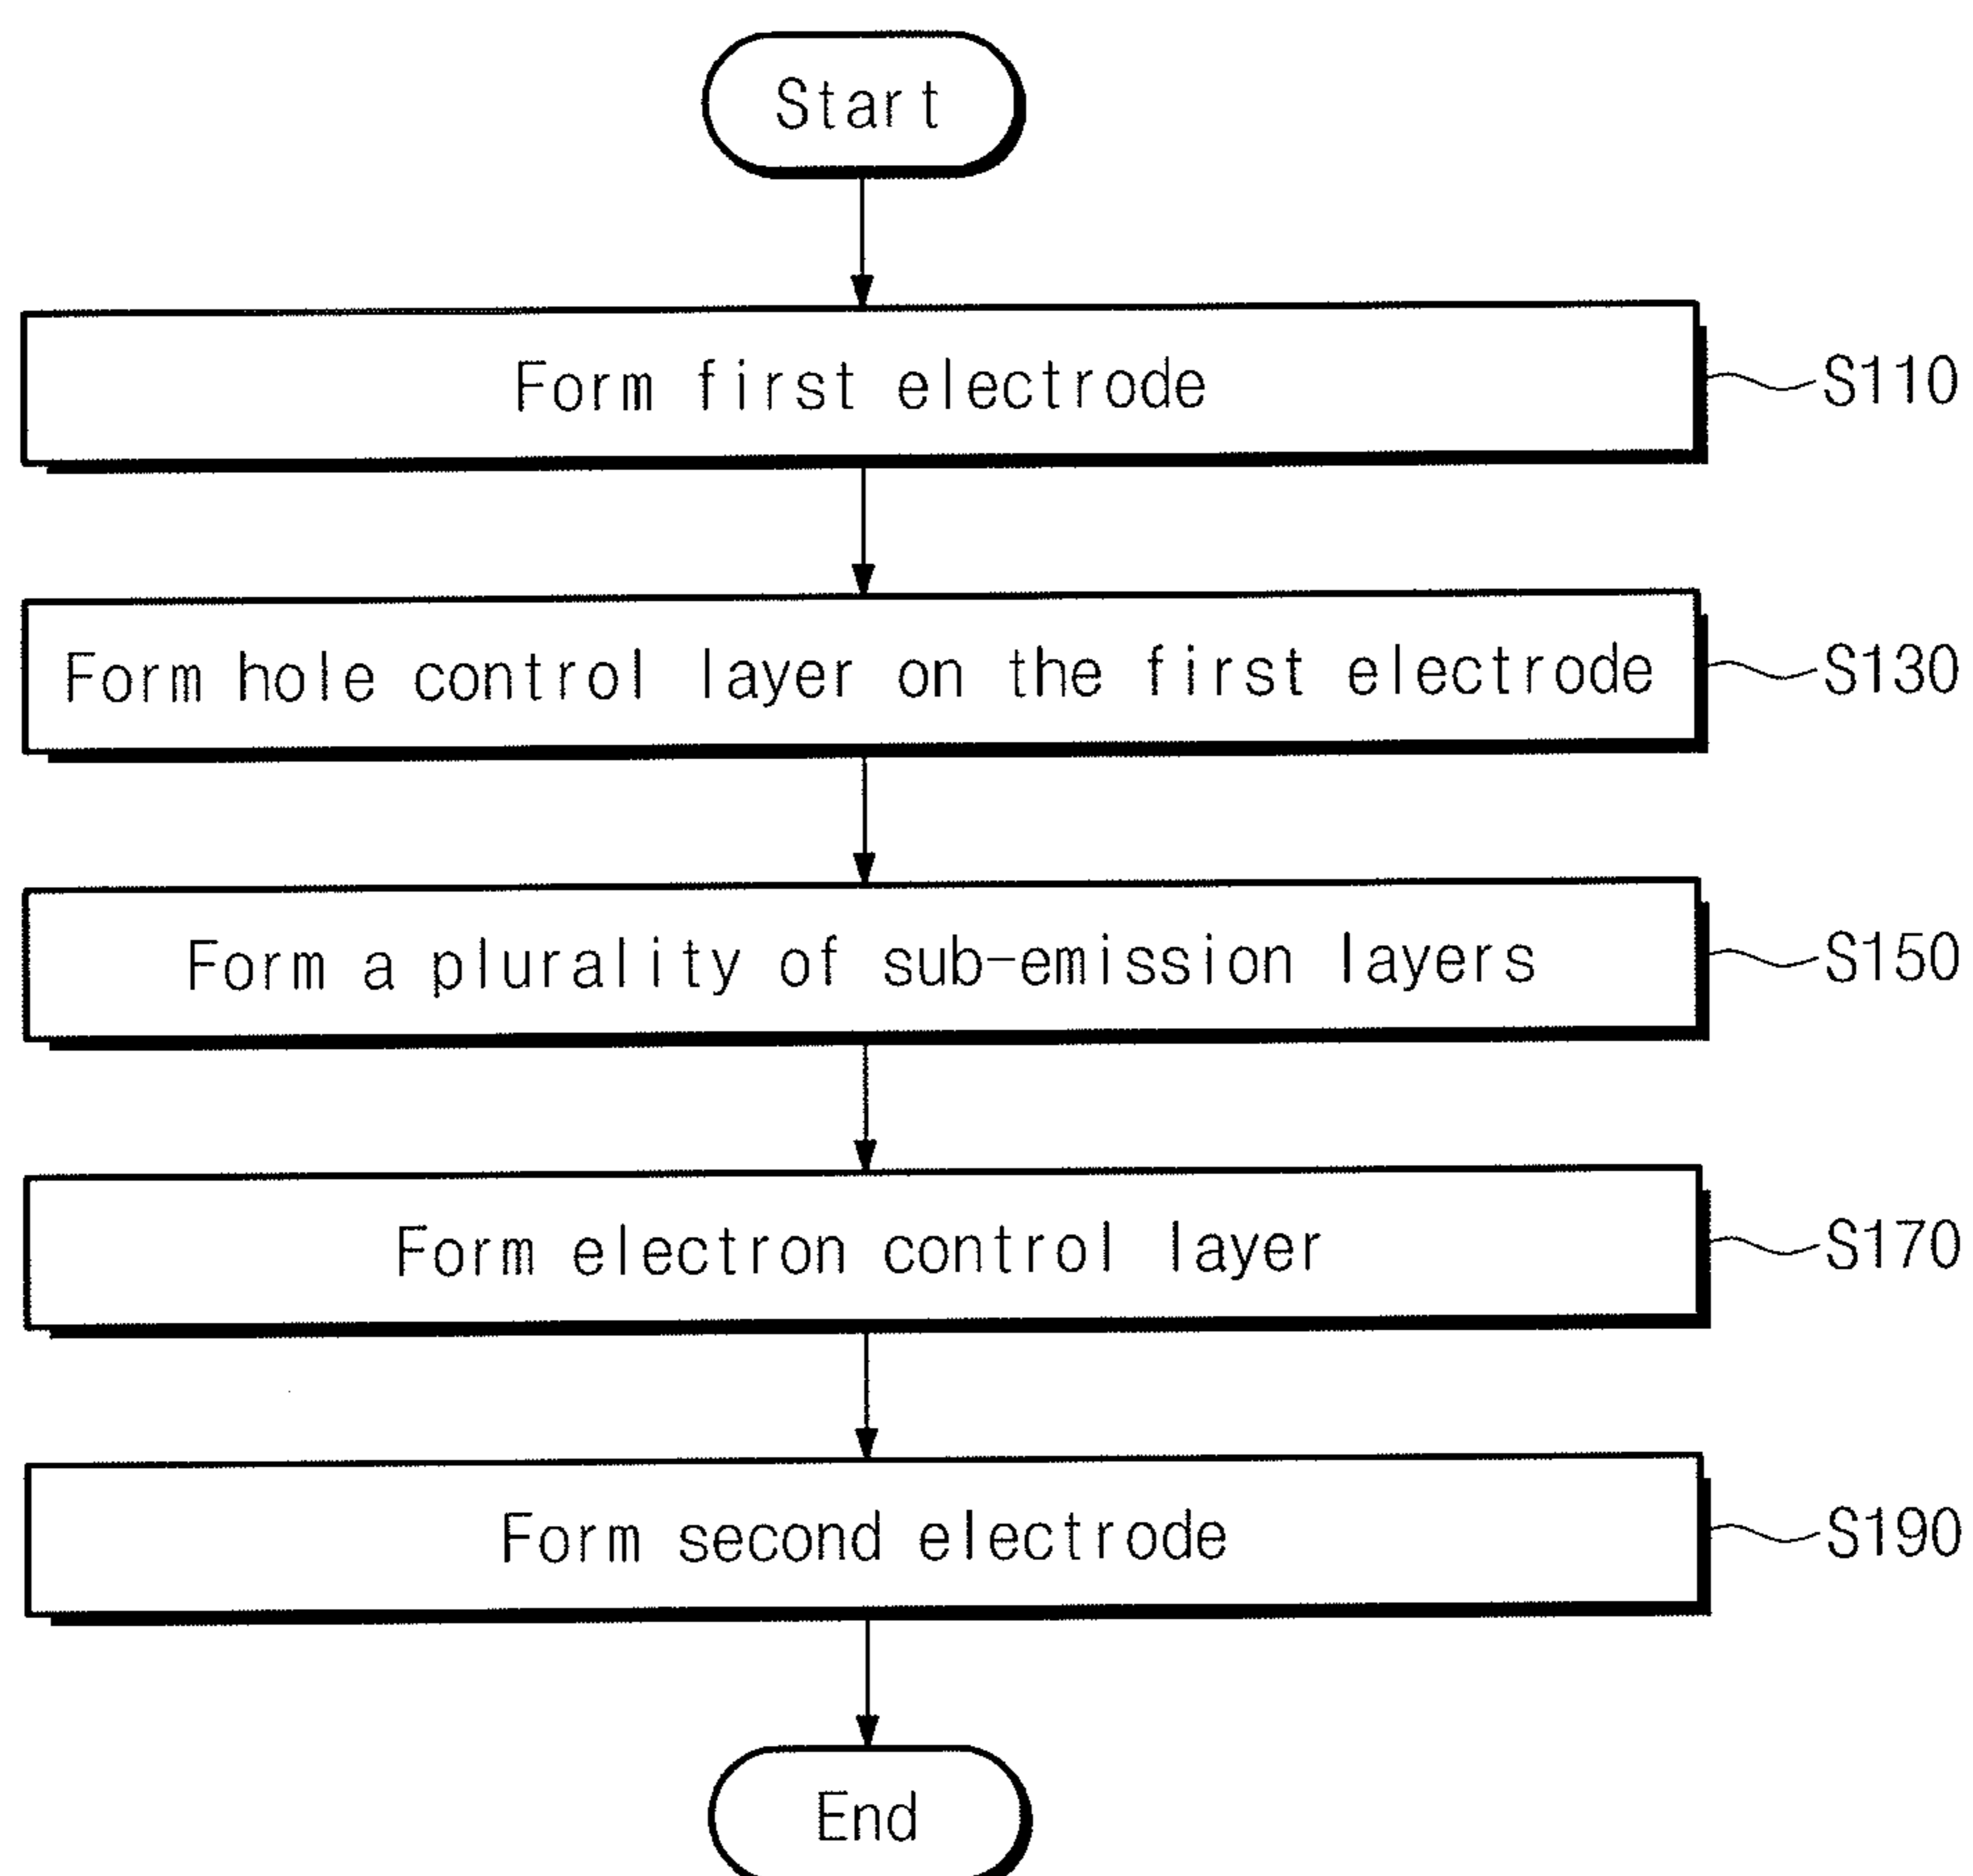 Start
Form first electrode
S110
Form hole control layer on the first electrode
S130
Form a plurality of sub-emission layers
S150
Form electron control layer
S170
Form second electrode
S190
End